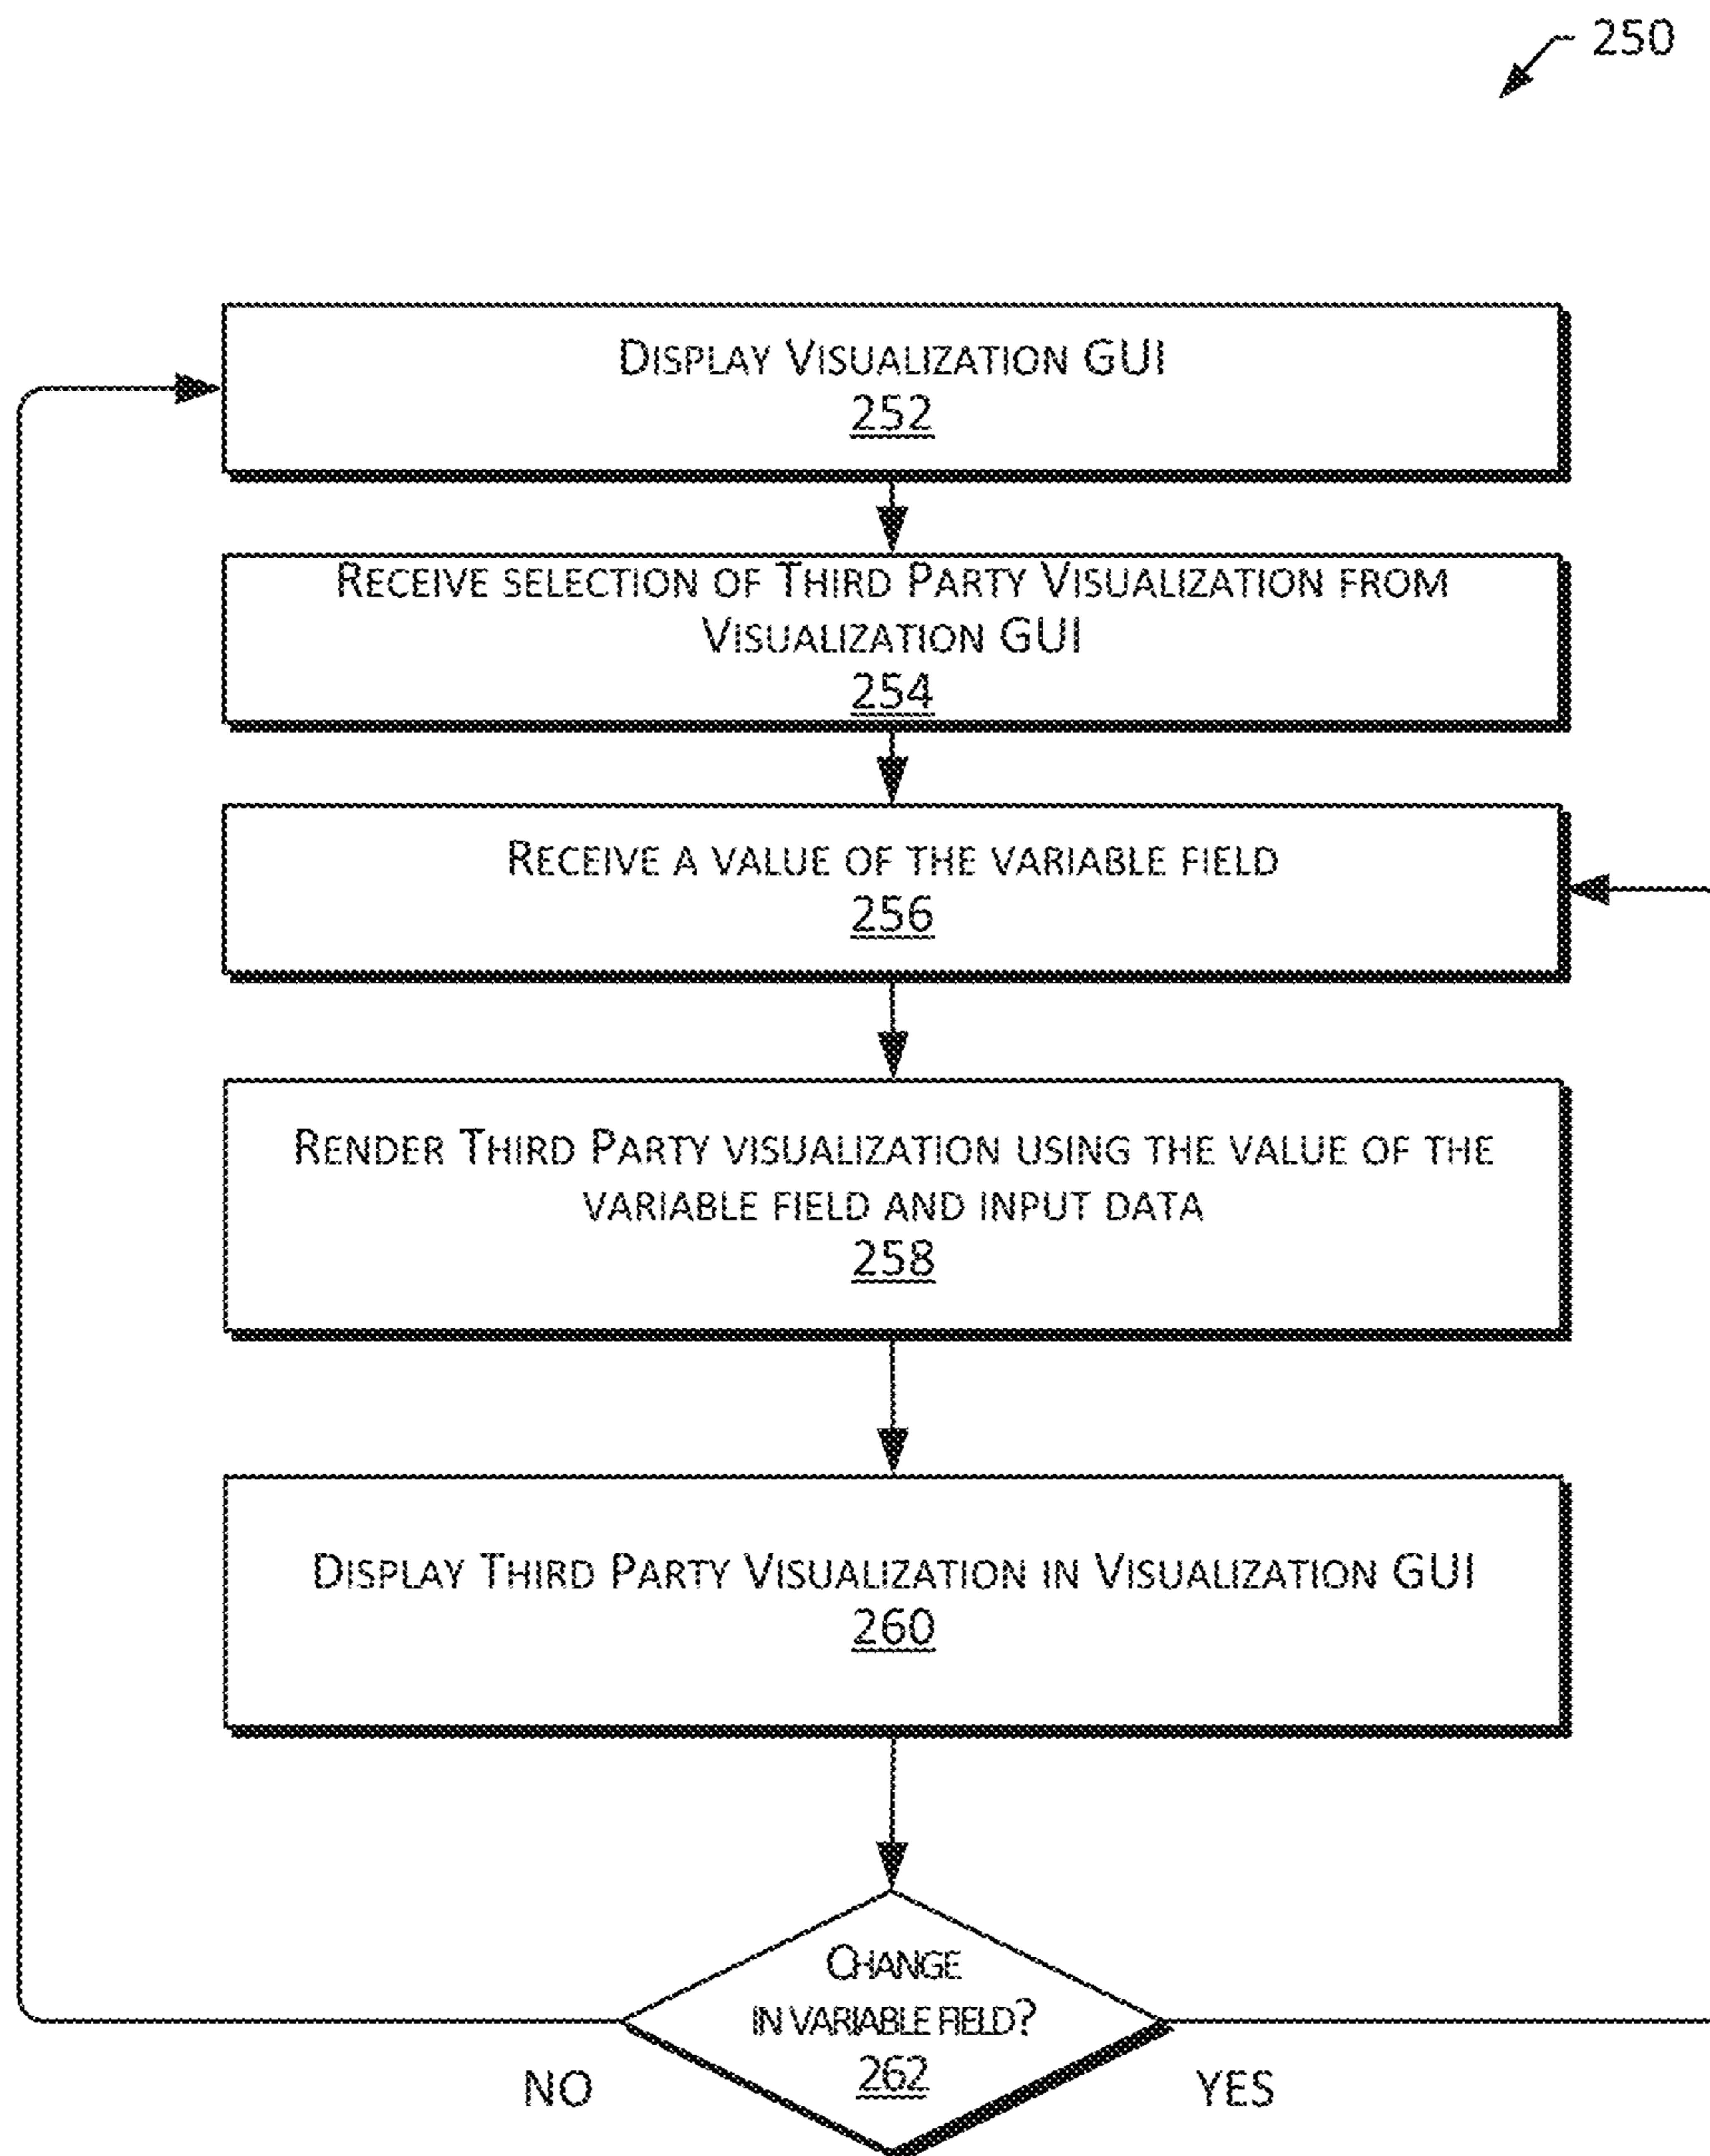 250
DISPLAY VISUALIZATION GUI
252
RECEIVE SELECTION OF THIRD PARTY VISUALIZATION FROM
VISUALIZATION GUI
254
RECEIVE A VALUE OF THE VARIABLE FIELD
256
RENDER THIRD PARTY VISUALIZATION USING THE VALUE OF THE
VARIABLE FIELD AND INPUT DATA
258
DISPLAY THIRD PARTY VISUALIZATION IN VISUALIZATION GUI
260
CHANGE
IN VARIABLE FIELD?
262
NO
YES